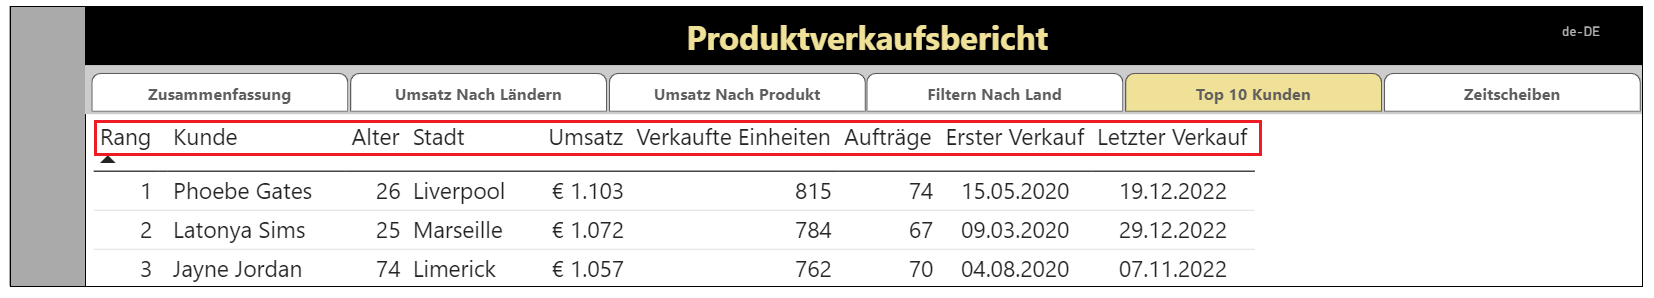 Produktverkaufsbericht
de-DE
Zusammenfassung Umsatz Nach Ländern Umsatz Nach Produkt Filtern Nach Land Top 10 Kunden Zeitscheiben
Rang Kunde Alter Stadt Umsatz Verkaufte Einheiten Aufträge Erster Verkauf Letzter Verkauf
1 Phoebe Gates 26 Liverpool € 1.103 815 74 15.05.2020 19.12.2022
2 Latonya Sims 25 Marseille € 1.072 784 67 09.03.2020 29.12.2022
3 Jayne Jordan 74 Limerick € 1.057 762 70 04.08.2020 07.11.2022